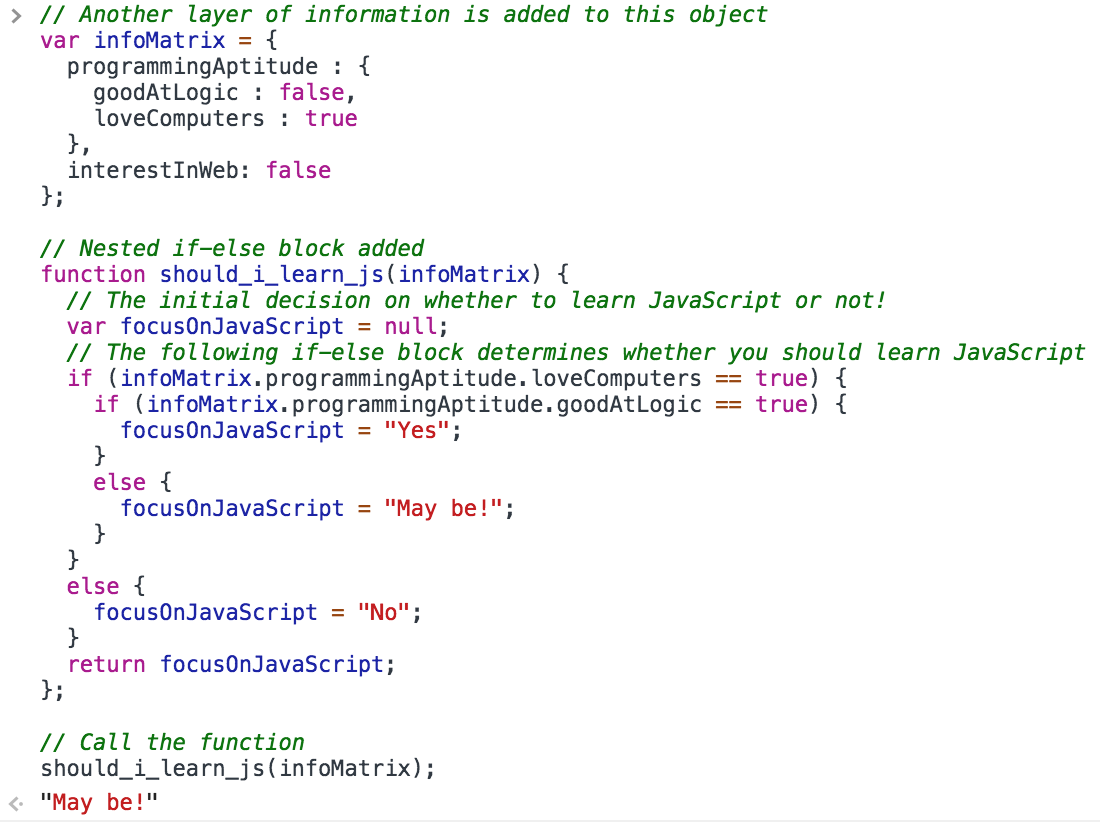 > // Another layer of information is added to this object
var infoMatrix = {
  programmingAptitude : {
    goodAtLogic : false,
    loveComputers : true
  },
  interestInWeb: false
};

// Nested if-else block added
function should_i_learn_js(infoMatrix) {
  // The initial decision on whether to learn JavaScript or not!
  var focusOnJavaScript = null;
  // The following if-else block determines whether you should learn JavaScript
  if (infoMatrix.programmingAptitude.loveComputers == true) {
    if (infoMatrix.programmingAptitude.goodAtLogic == true) {
      focusOnJavaScript = "Yes";
    }
    else {
      focusOnJavaScript = "May be!";
    }
  }
  else {
    focusOnJavaScript = "No";
  }
  return focusOnJavaScript;
};

// Call the function
should_i_learn_js(infoMatrix);
"May be!"